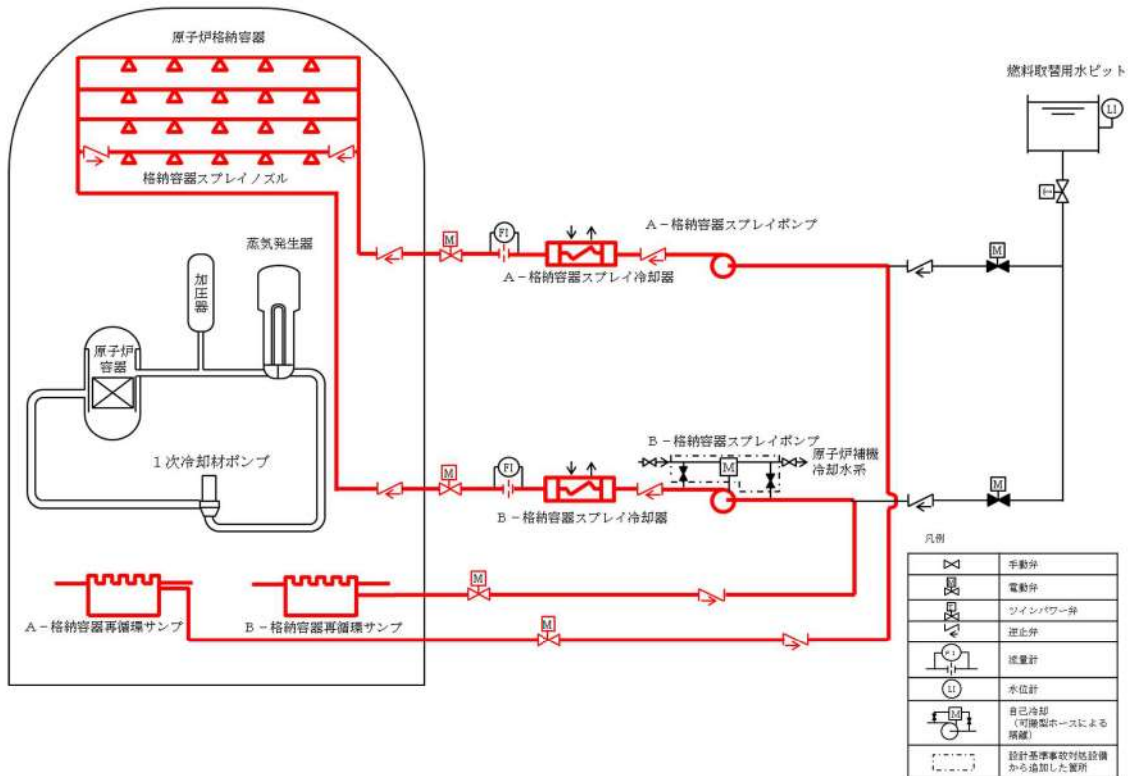 原子炉格納容器
燃料取替用水ピット
LI
T
格納容器スプレイノズル
M
FI
A-格納容器スプレイポンプ
M
A-格納容器スプレイ冷却器
蒸気発生器
加圧器
原子炉
容器
1次冷却材ポンプ
B-格納容器スプレイポンプ
原子炉補機
冷却水系
M
FI
M
M
B-格納容器スプレイ冷却器
M
A-格納容器再循環サンプ
B-格納容器再循環サンプ
M
凡例
手動弁
M
電動弁
ツインパワー弁
逆止弁
FI
流量計
LI
水位計
M
自己冷却
(可搬型ホースによる
隔離)
設計基準事故対処設備
から追加した箇所